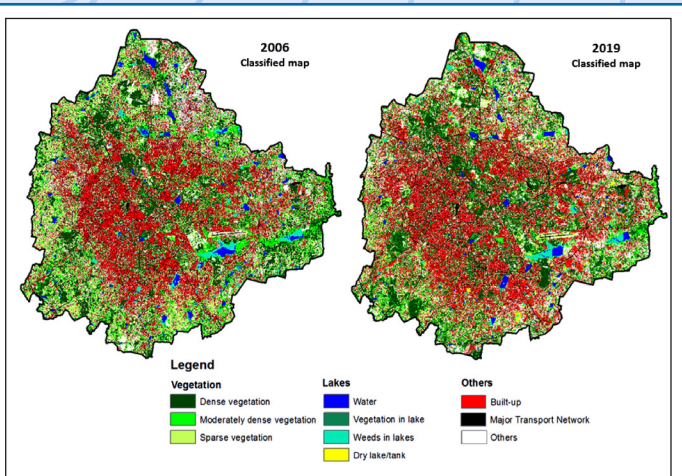 2006
Classified map
2019
Classified map
Legend
Vegetation
Dense vegetation
Moderately dense vegetation
Sparse vegetation
Lakes
Water
Vegetation in lake
Weeds in lakes
Dry lake/tank
Others
Built-up
Major Transport Network
Others